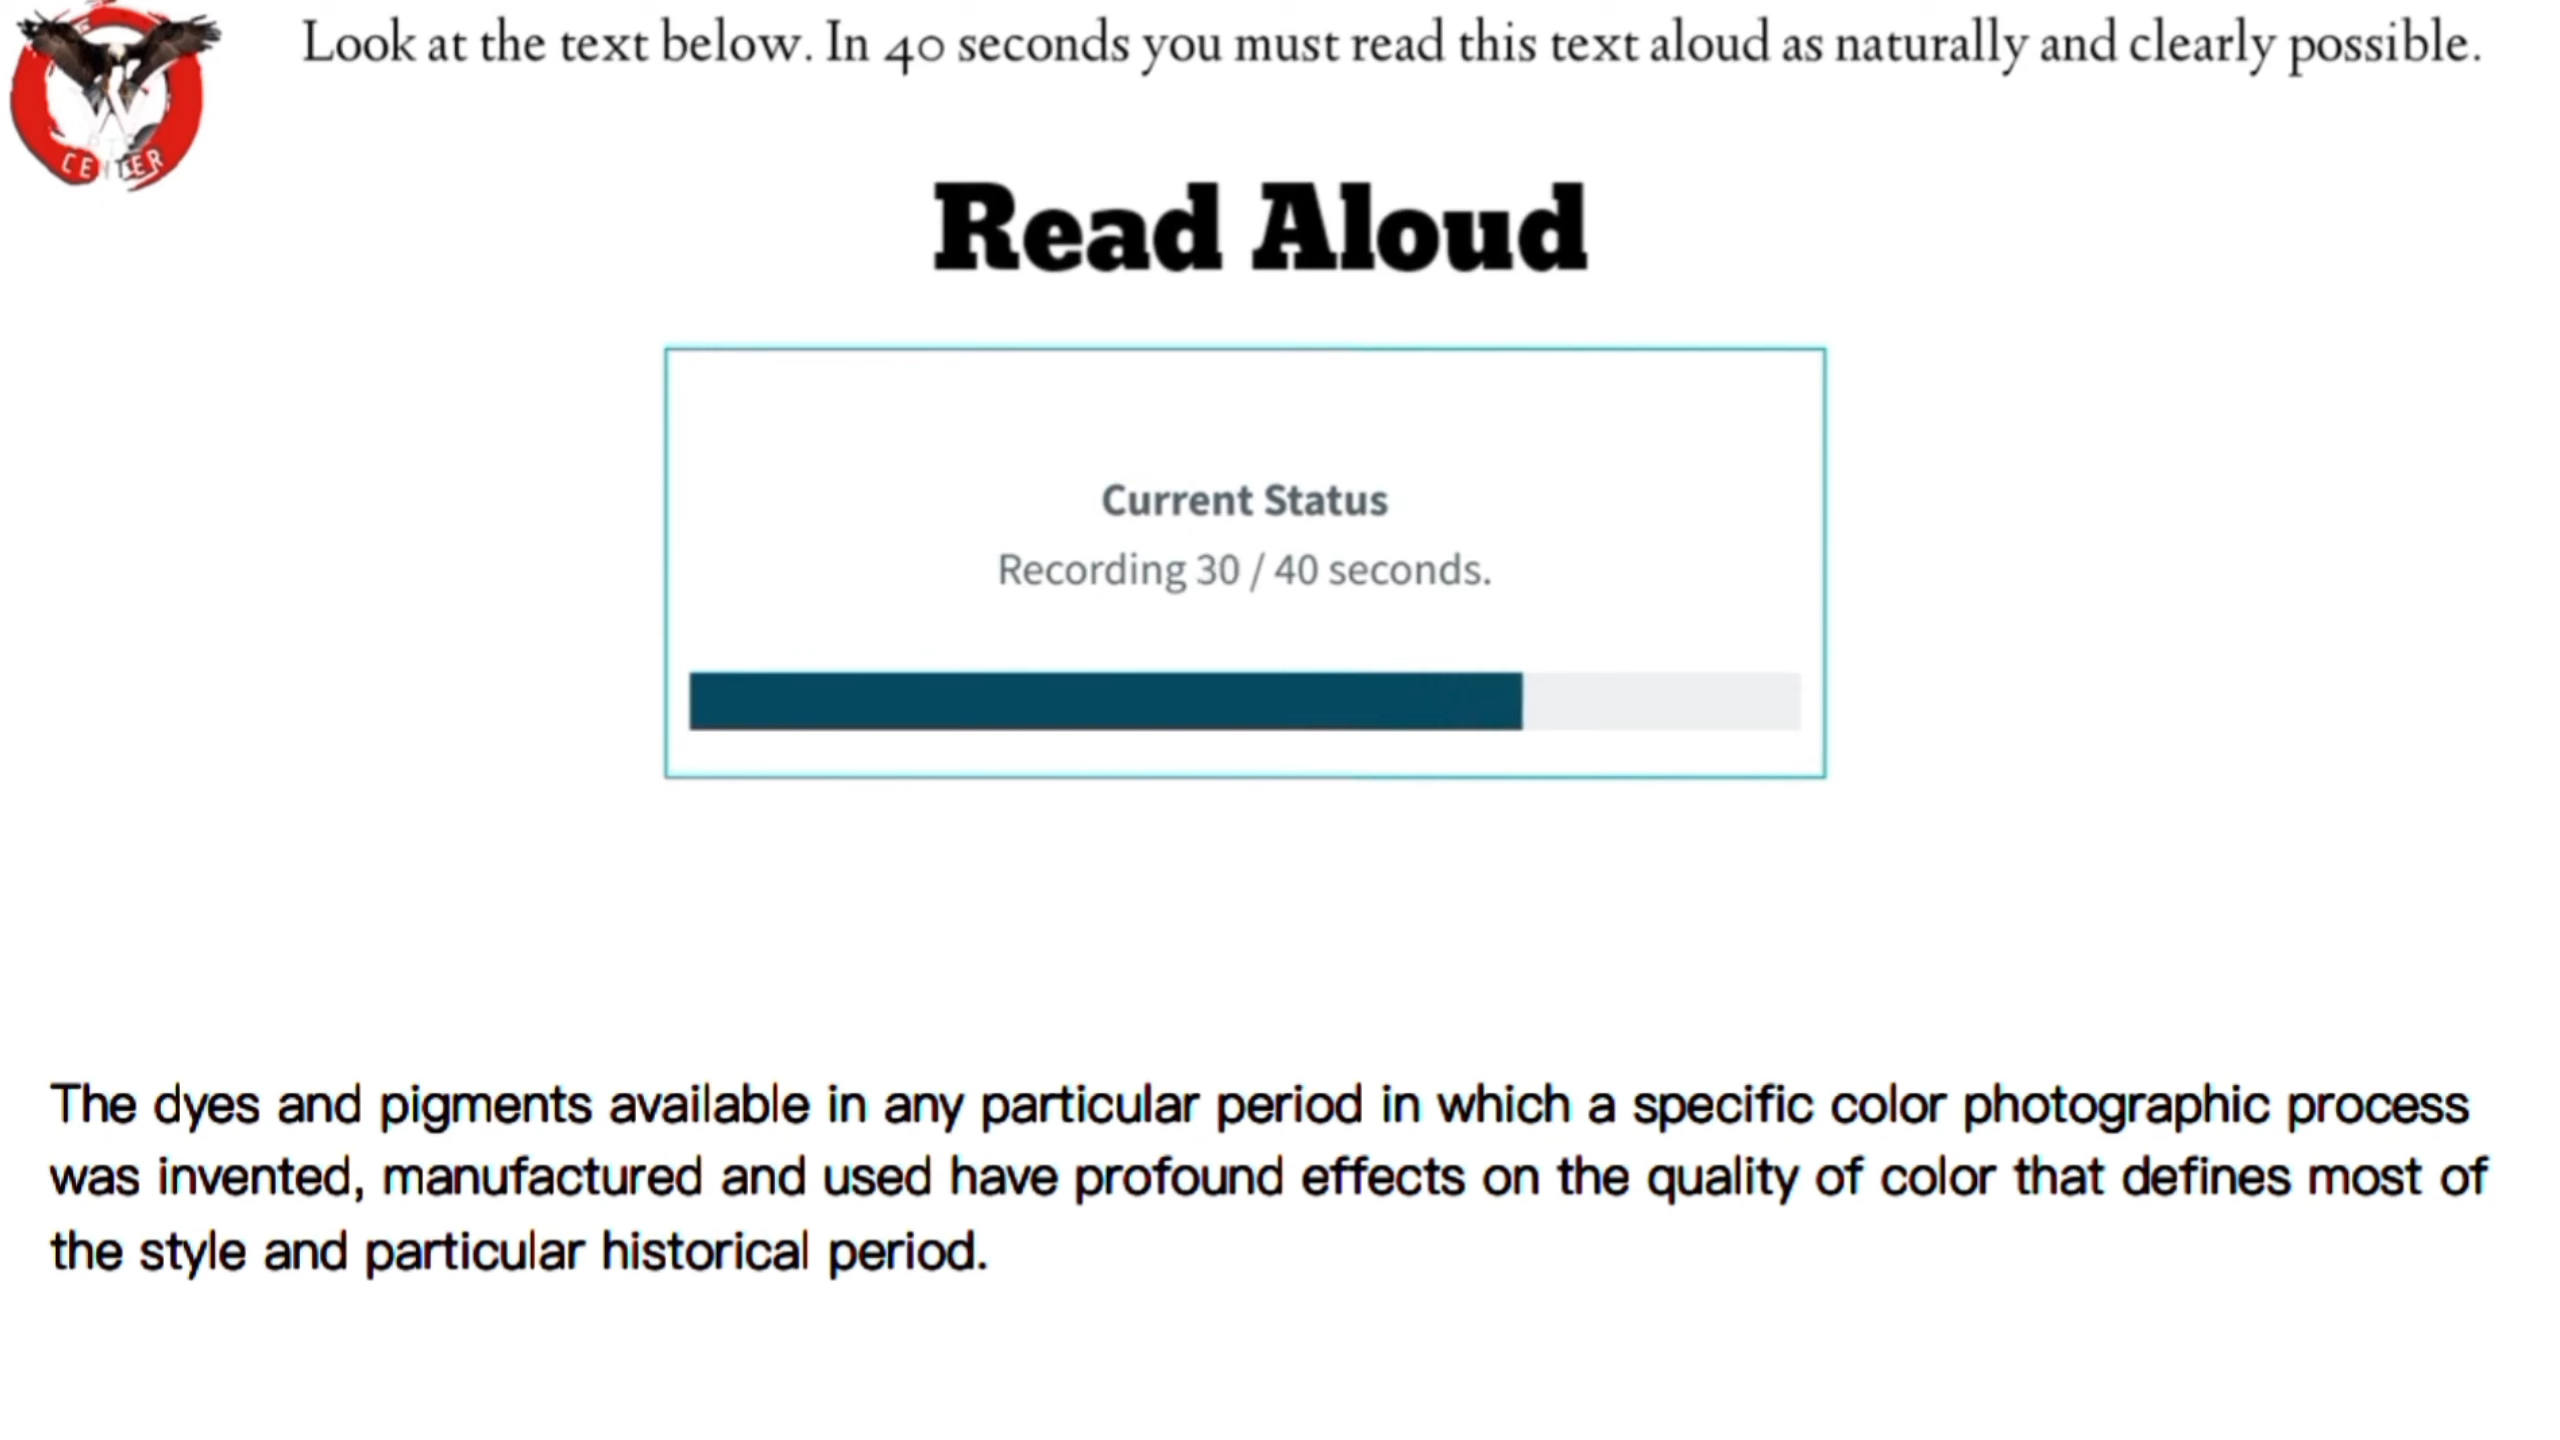 Look at the text below. In 40 seconds you must read this text aloud as naturally and clearly possible.
CENTER
Read Aloud
Current Status
Recording 30 / 40 seconds.
The dyes and pigments available in any particular period in which a specific color photographic process
was invented, manufactured and used have profound effects on the quality of color that defines most of
the style and particular historical period.